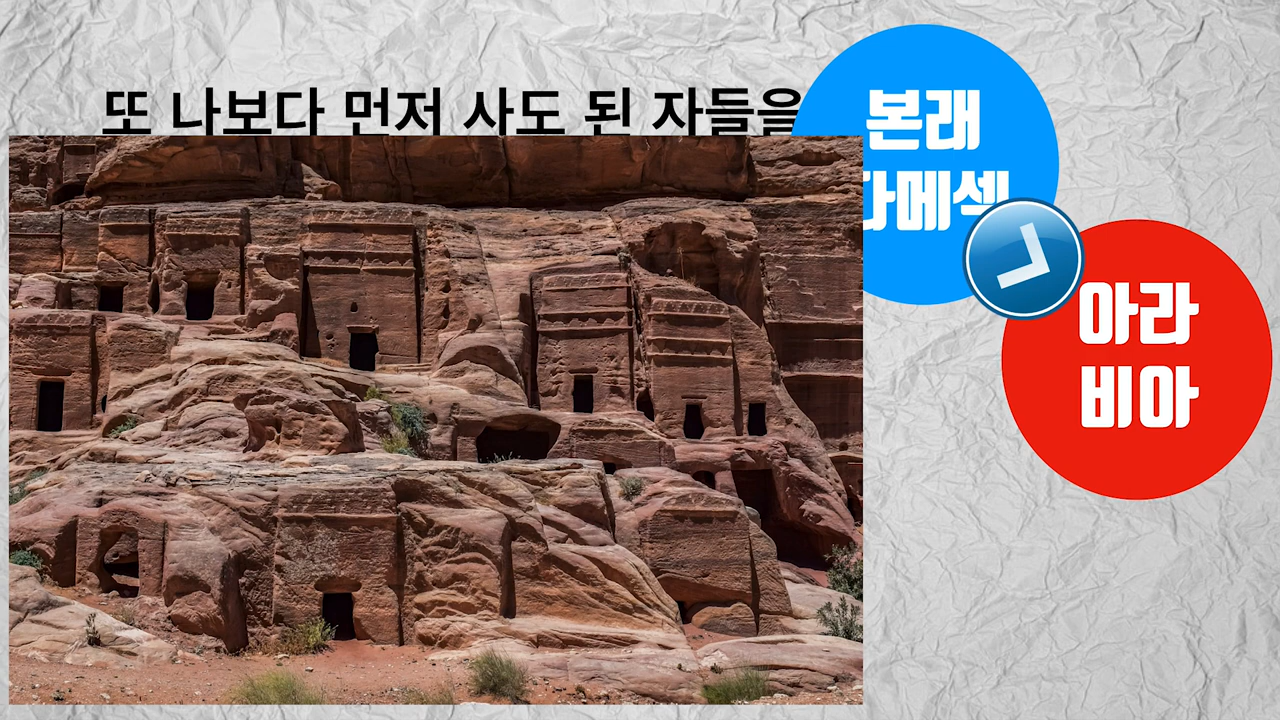 또 나보다 먼저 사도 된 자들을
본래
다메섹
아라
비아